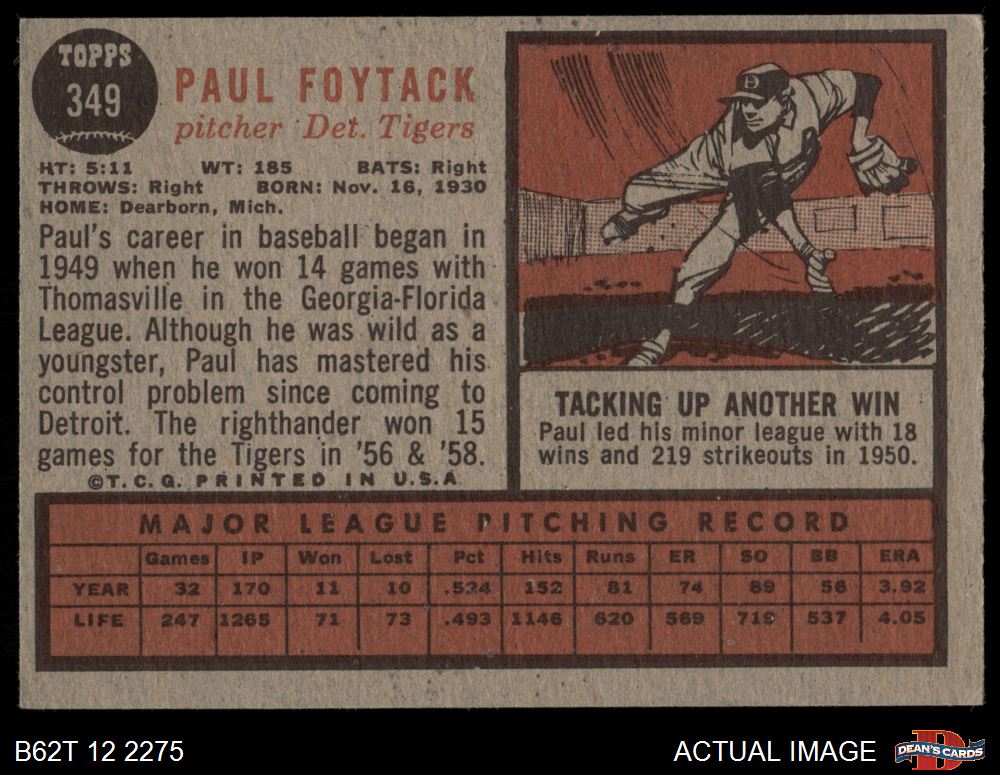 TOPPS
349
PAUL FOYTACK
pitcher Det. Tigers
HT: 5:11 WT: 185 BATS: Right
THROWS: Right BORN: Nov. 16, 1930
HOME: Dearborn, Mich.
Paul's career in baseball began in
1949 when he won 14 games with
Thomasville in the Georgia-Florida
League. Although he was wild as a
youngster, Paul has mastered his
control problem since coming to
Detroit. The righthander won 15
games for the Tigers in '56 & '58.
©T.C.G. PRINTED IN U.S.A
D
TACKING UP ANOTHER WIN
Paul led his minor league with 18
wins and 219 strikeouts in 1950.
MAJOR LEAGUE PITCHING RECORD
Games IP Won Lost Pct Hits Runs ER SO BB ERA
YEAR 32 170 11 10 .524 152 81 74 89 56 3.92
LIFE 247 1265 71 73 .493 1146 620 569 719 537 4.05
B62T 12 2275
ACTUAL IMAGE
D
DEAN'S CARDS